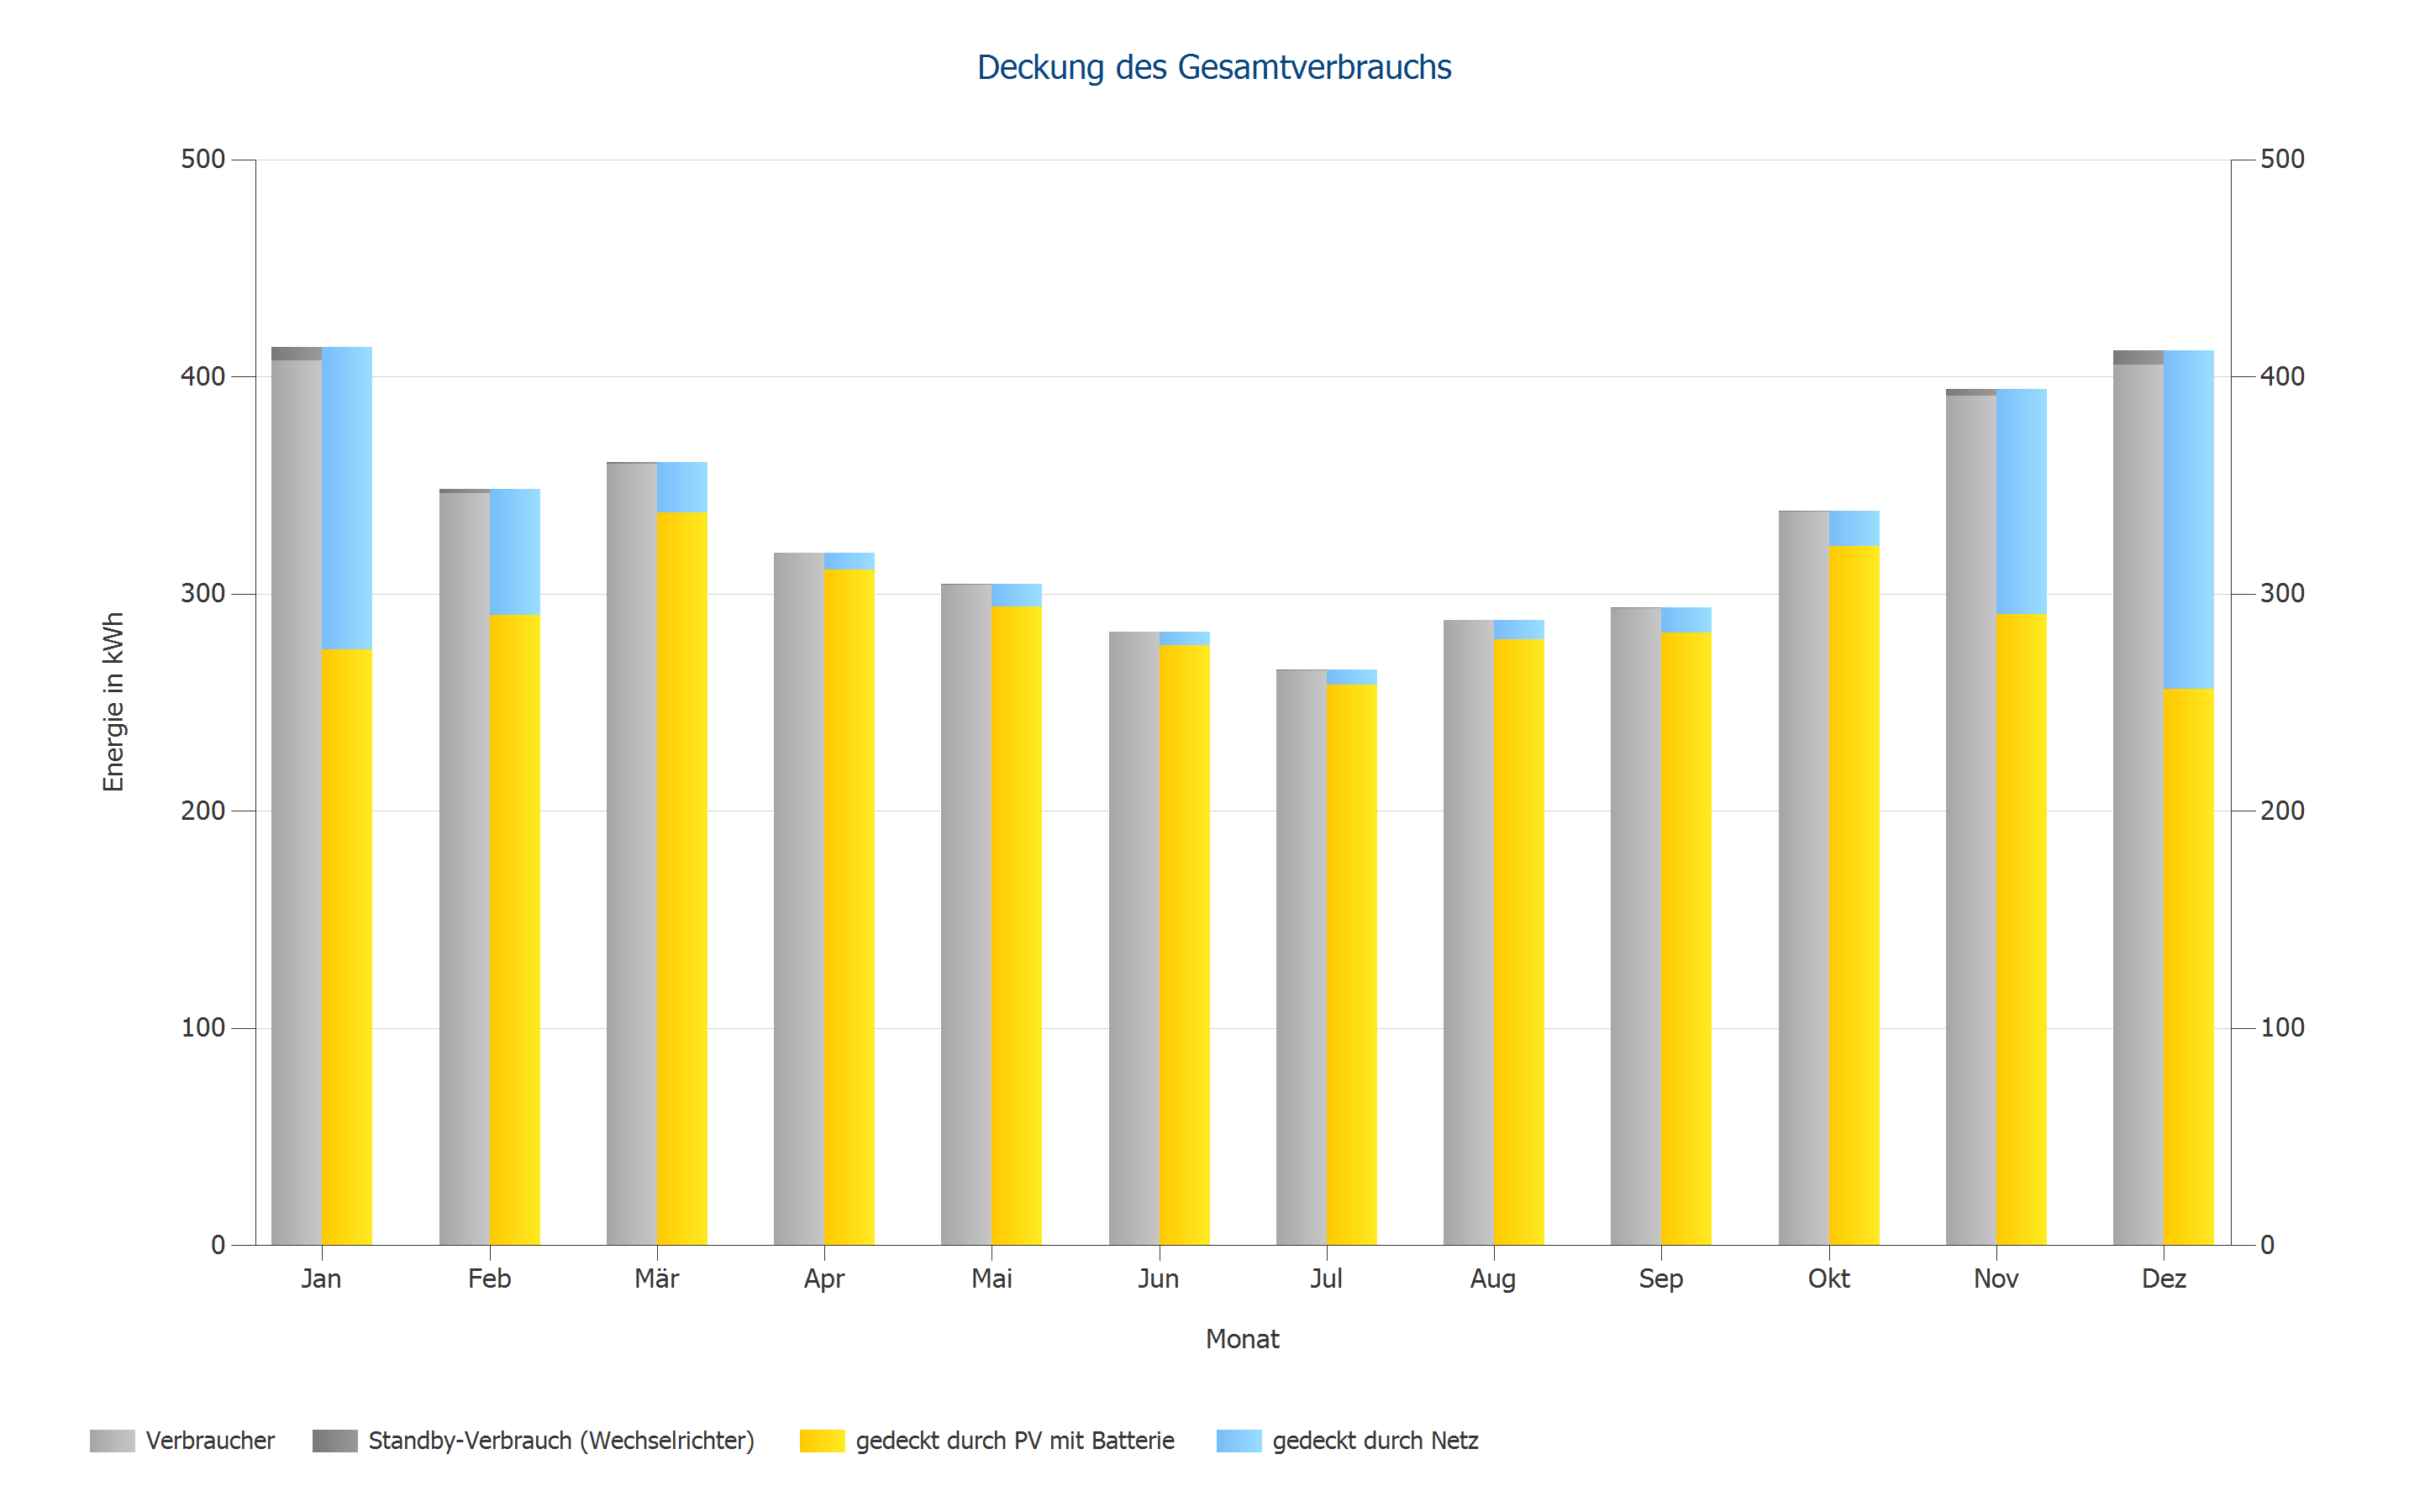 Deckung des Gesamtverbrauchs
500 500
400 400
300 300
200 200
100 100
0 0
Energie in kWh
Jan Feb Mär Apr Mai Jun Jul Aug Sep Okt Nov Dez
Monat
Verbraucher Standby-Verbrauch (Wechselrichter) gedeckt durch PV mit Batterie gedeckt durch Netz